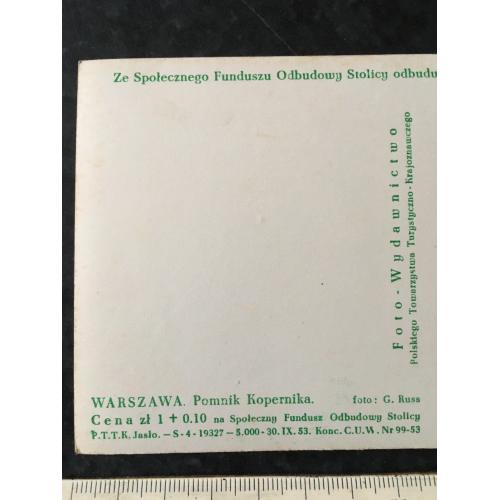 Ze Społecznego Funduszu Odbudowy Stolicy odbudu
Foto - Wydawnictwo
Polskiego Towarzystwa Turystyczno - Krajoznawczego
WARSZAWA. Pomnik Kopernika. foto : G. Russ
Cena zł 1 + 0.10 na Społeczny Fundusz Odbudowy Stolicy
P.T.T.K. Jasło. — S - 4 - 19327 – 5.000 - 30. IX. 53. Konc. C.U.W. Nr 99-53